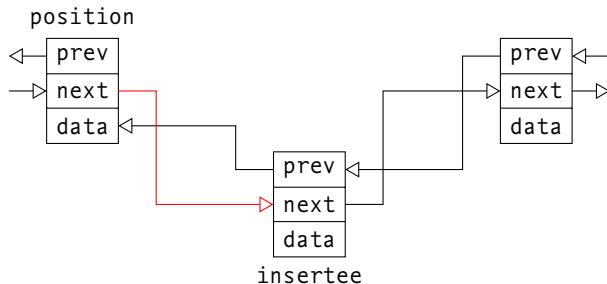 position
prev
next
data
prev
next
data
insertee
prev
next
data